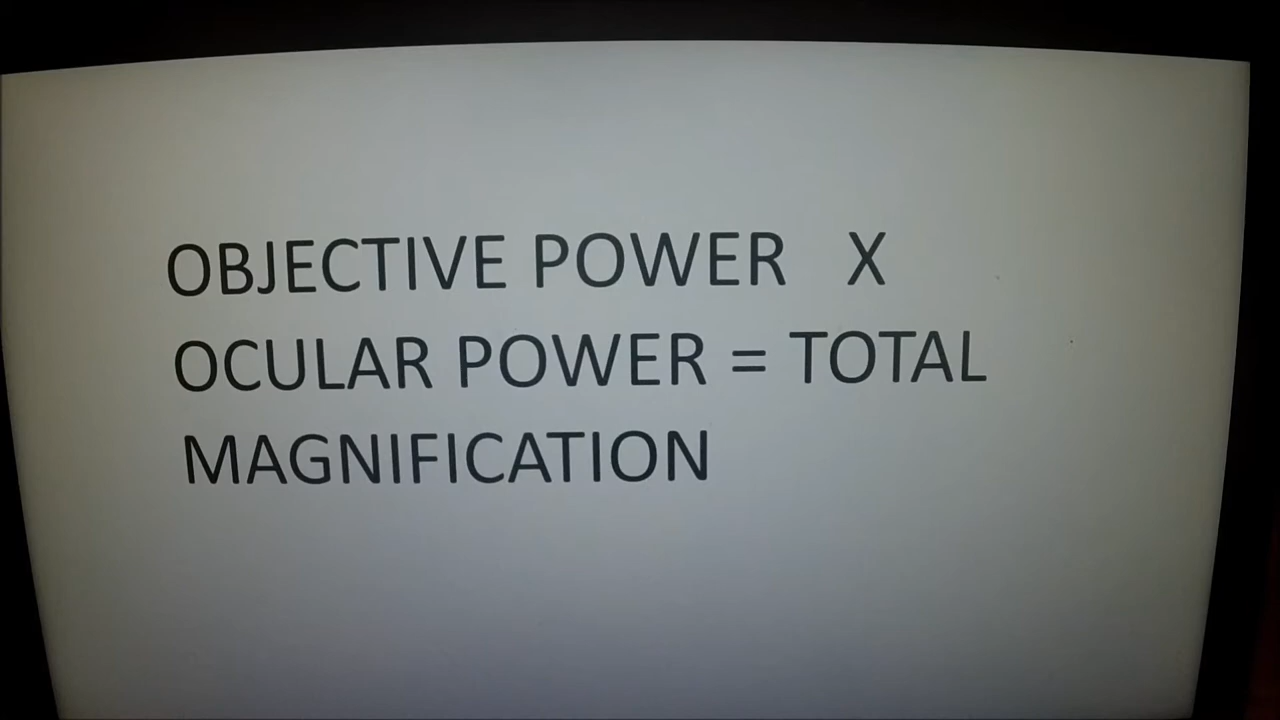 OBJECTIVE POWER X
OCULAR POWER = TOTAL
MAGNIFICATION